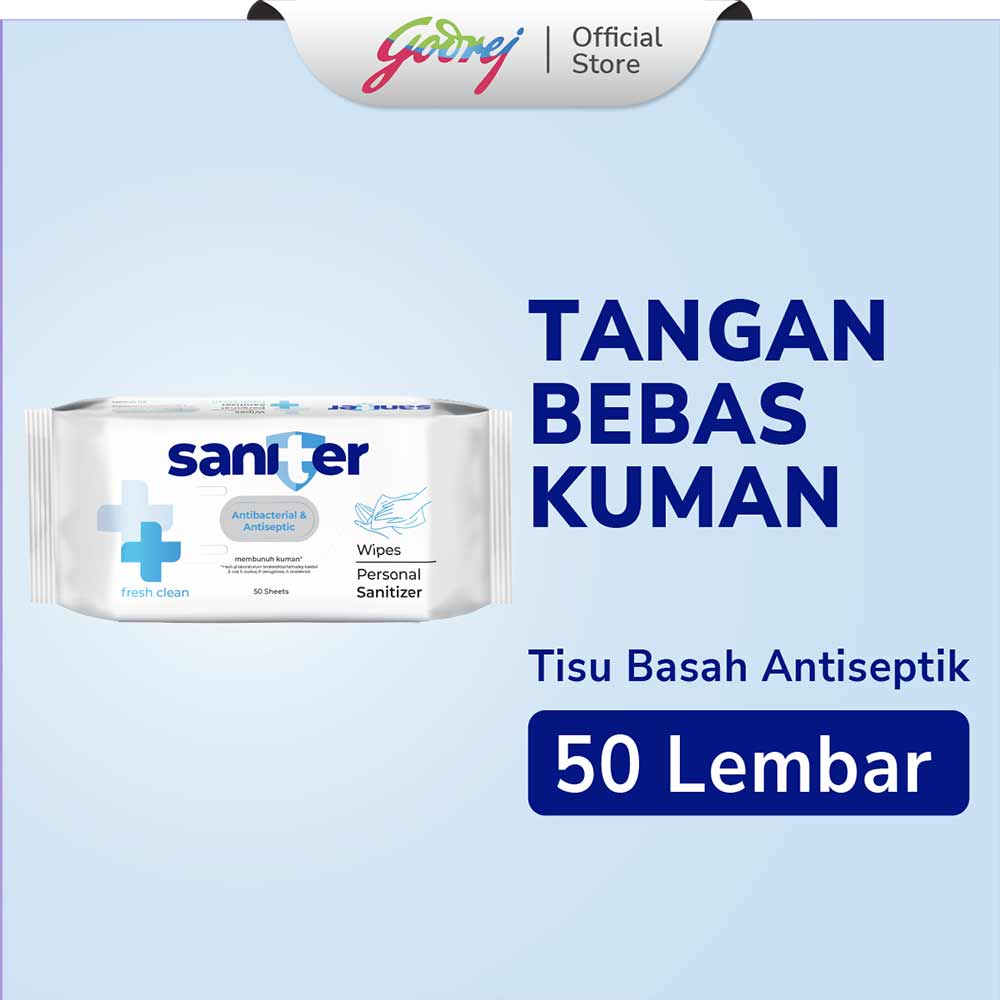 Godrej
Official
Store
TANGAN
BEBAS
KUMAN
saniter
saniter
Antibacterial &
Antiseptic
membunuh kuman*
50 Sheets
fresh clean
Wipes
Personal
Sanitizer
Tisu Basah Antiseptik
50 Lembar